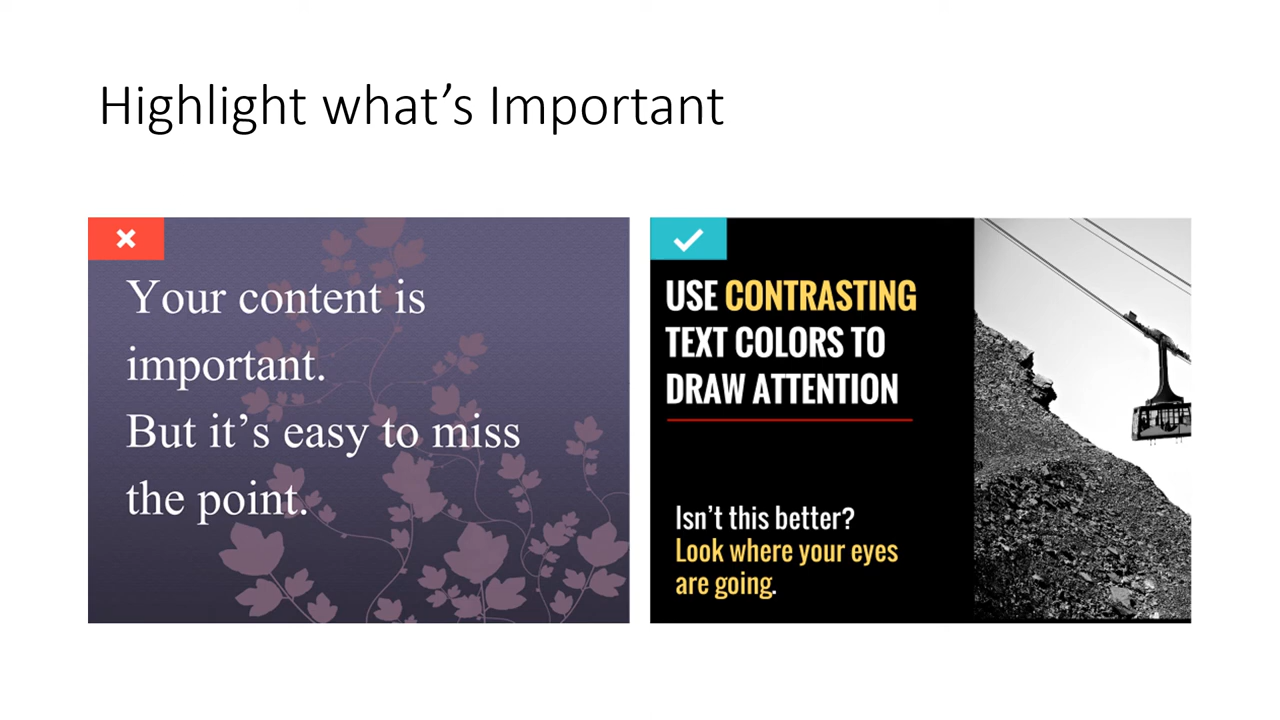 Highlight what’s Important
Your content is
important.
But it’s easy to miss
the point.
USE CONTRASTING
TEXT COLORS TO
DRAW ATTENTION
Isn’t this better?
Look where your eyes
are going.